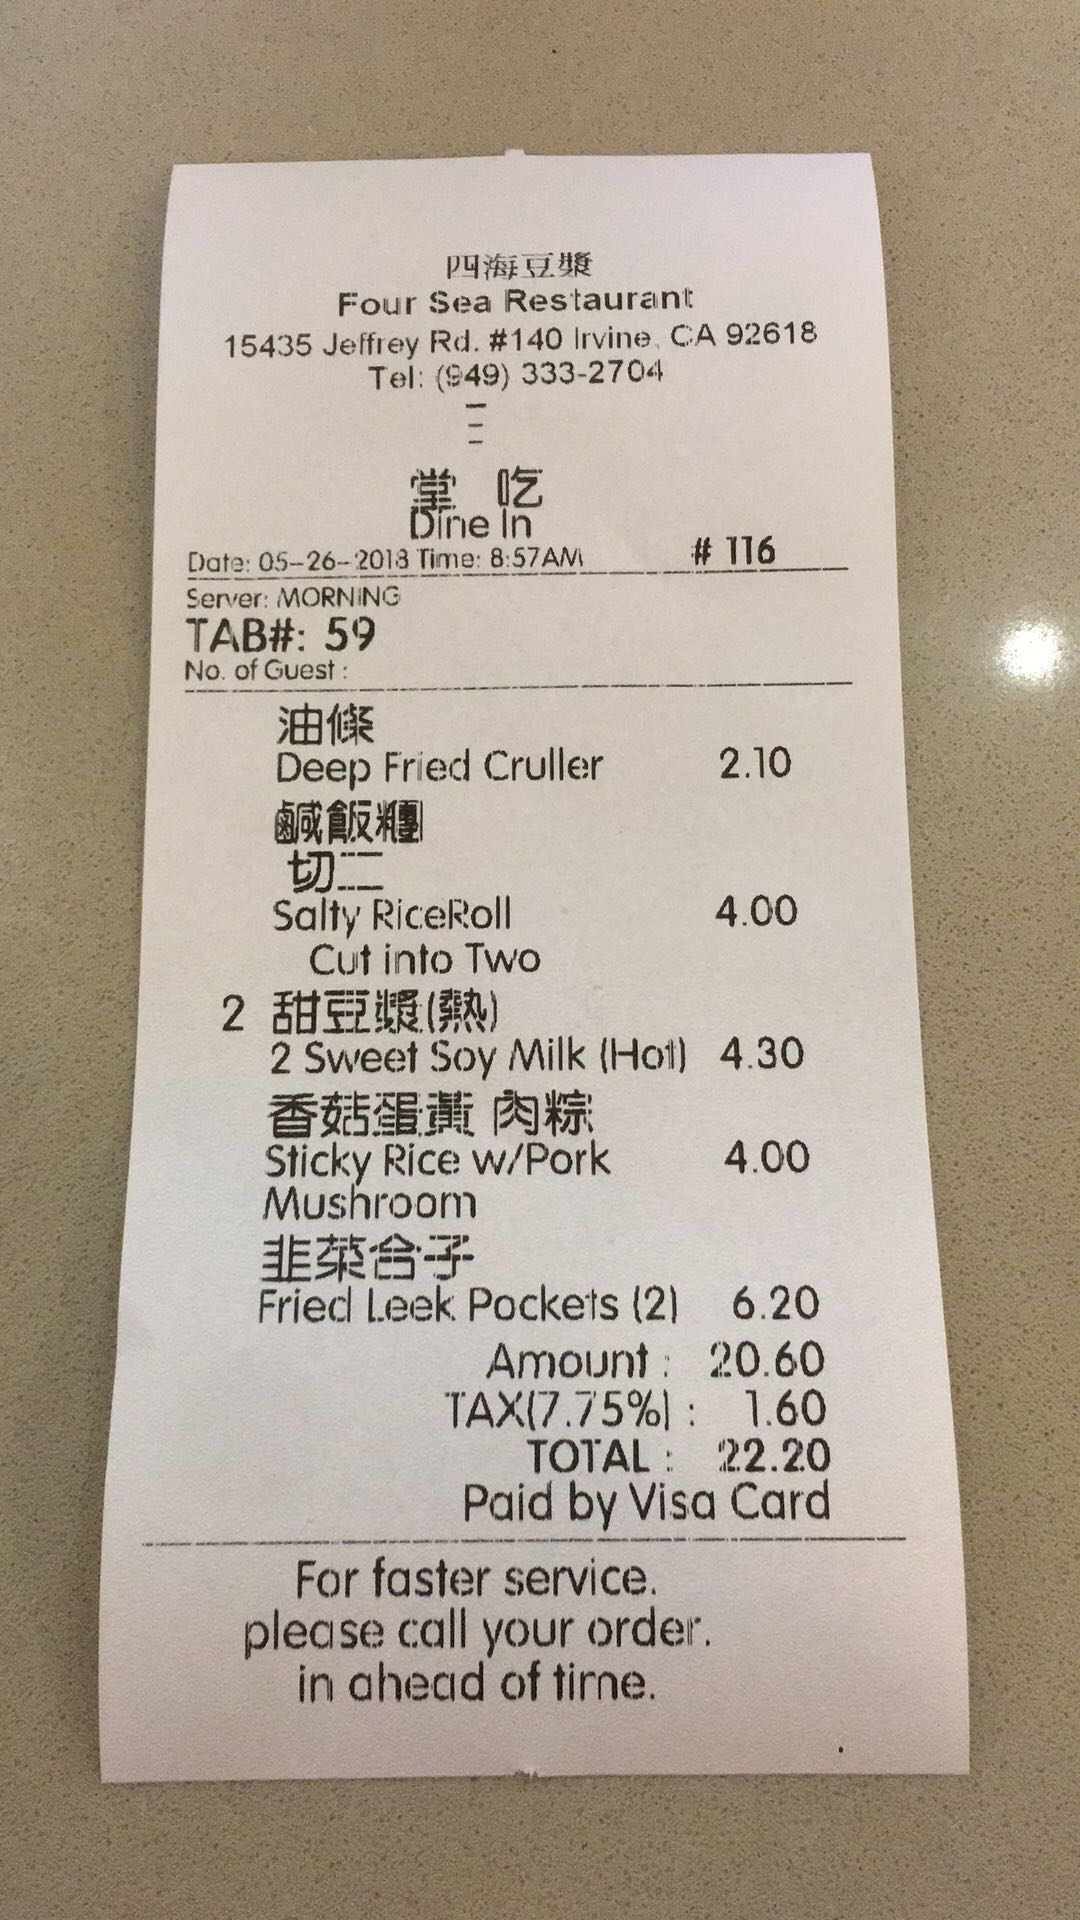 四海豆漿
Four Sea Restaurant
15435 Jeffrey Rd. #140 Irvine, CA 92618
Tel: (949) 333-2704
堂 吃
Dine In
Date: 05-26-2018 Time: 8:57AM # 116
Server: MORNING
TAB#: 59
No. of Guest :
油條
Deep Fried Cruller 2.10
鹹飯糰
切二
Salty RiceRoll 4.00
Cut into Two
2 甜豆漿(熱)
2 Sweet Soy Milk (Hot) 4.30
香菇蛋黃 肉粽
Sticky Rice w/Pork 4.00
Mushroom
韭菜合子
Fried Leek Pockets (2) 6.20
Amount : 20.60
TAX(7.75%) : 1.60
TOTAL : 22.20
Paid by Visa Card
For faster service.
please call your order.
in ahead of time.